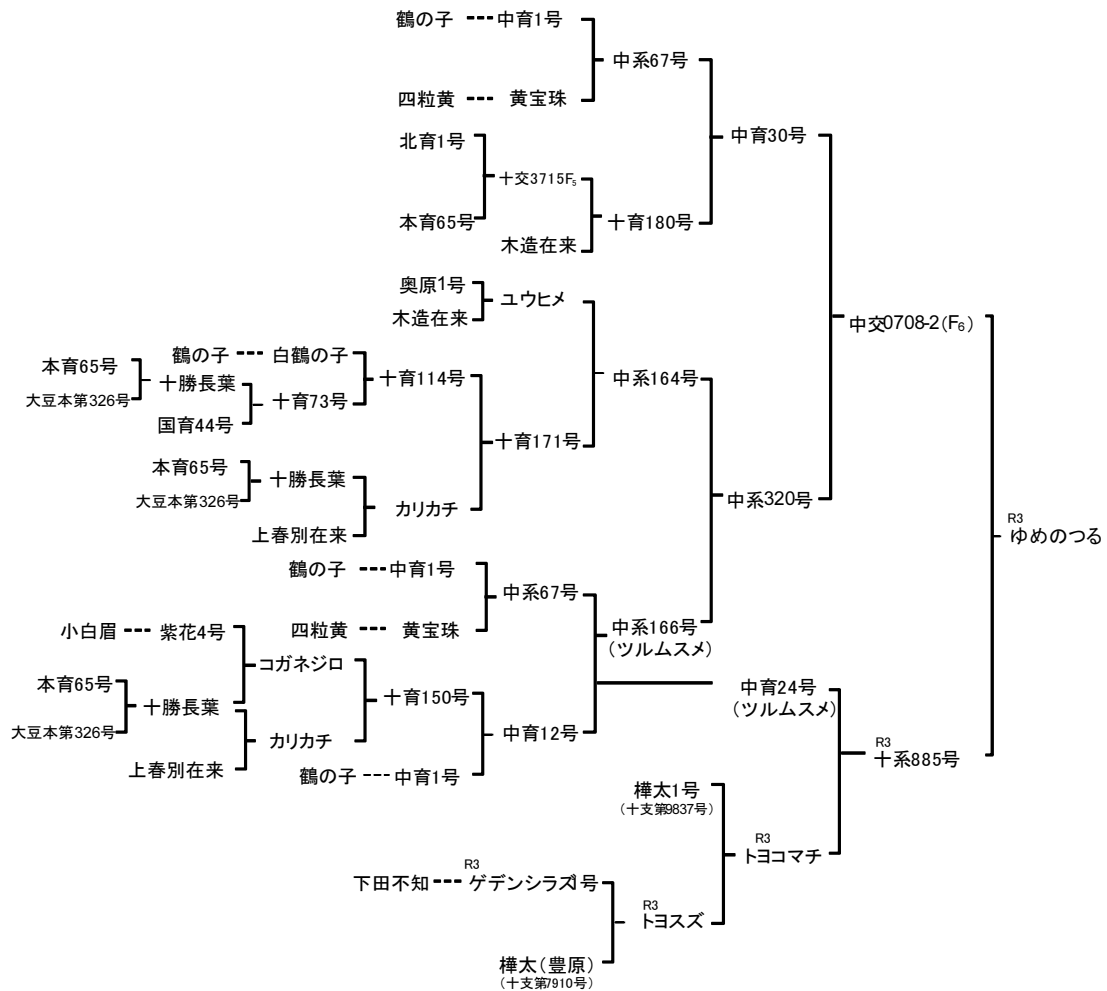 鶴の子 --- 中育1号
中系67号
四粒黄 --- 黄宝珠
中育30号
北育1号
十交3715F₅
本育65号
十育180号
木造在来
奥原1号
ユウヒメ
木造在来
中交0708-2(F₆)
鶴の子 --- 白鶴の子
本育65号
十勝長葉
十育114号
中系164号
大豆本第326号
十育73号
国育44号
十育171号
本育65号
十勝長葉
大豆本第326号
カリカチ
中系320号
上春別在来
R3
ゆめのつる
鶴の子 --- 中育1号
中系67号
四粒黄 --- 黄宝珠
中系166号
(ツルムスメ)
小白眉 --- 紫花4号
コガネジロ
本育65号
十育150号
中育24号
(ツルムスメ)
十勝長葉
大豆本第326号
中育12号
カリカチ
上春別在来
鶴の子 --- 中育1号
R3
十系885号
樺太1号
(十支第9837号)
R3
トヨコマチ
R3
下田不知 --- ゲデンシラズ1号
R3
トヨスズ
樺太(豊原)
(十支第7910号)